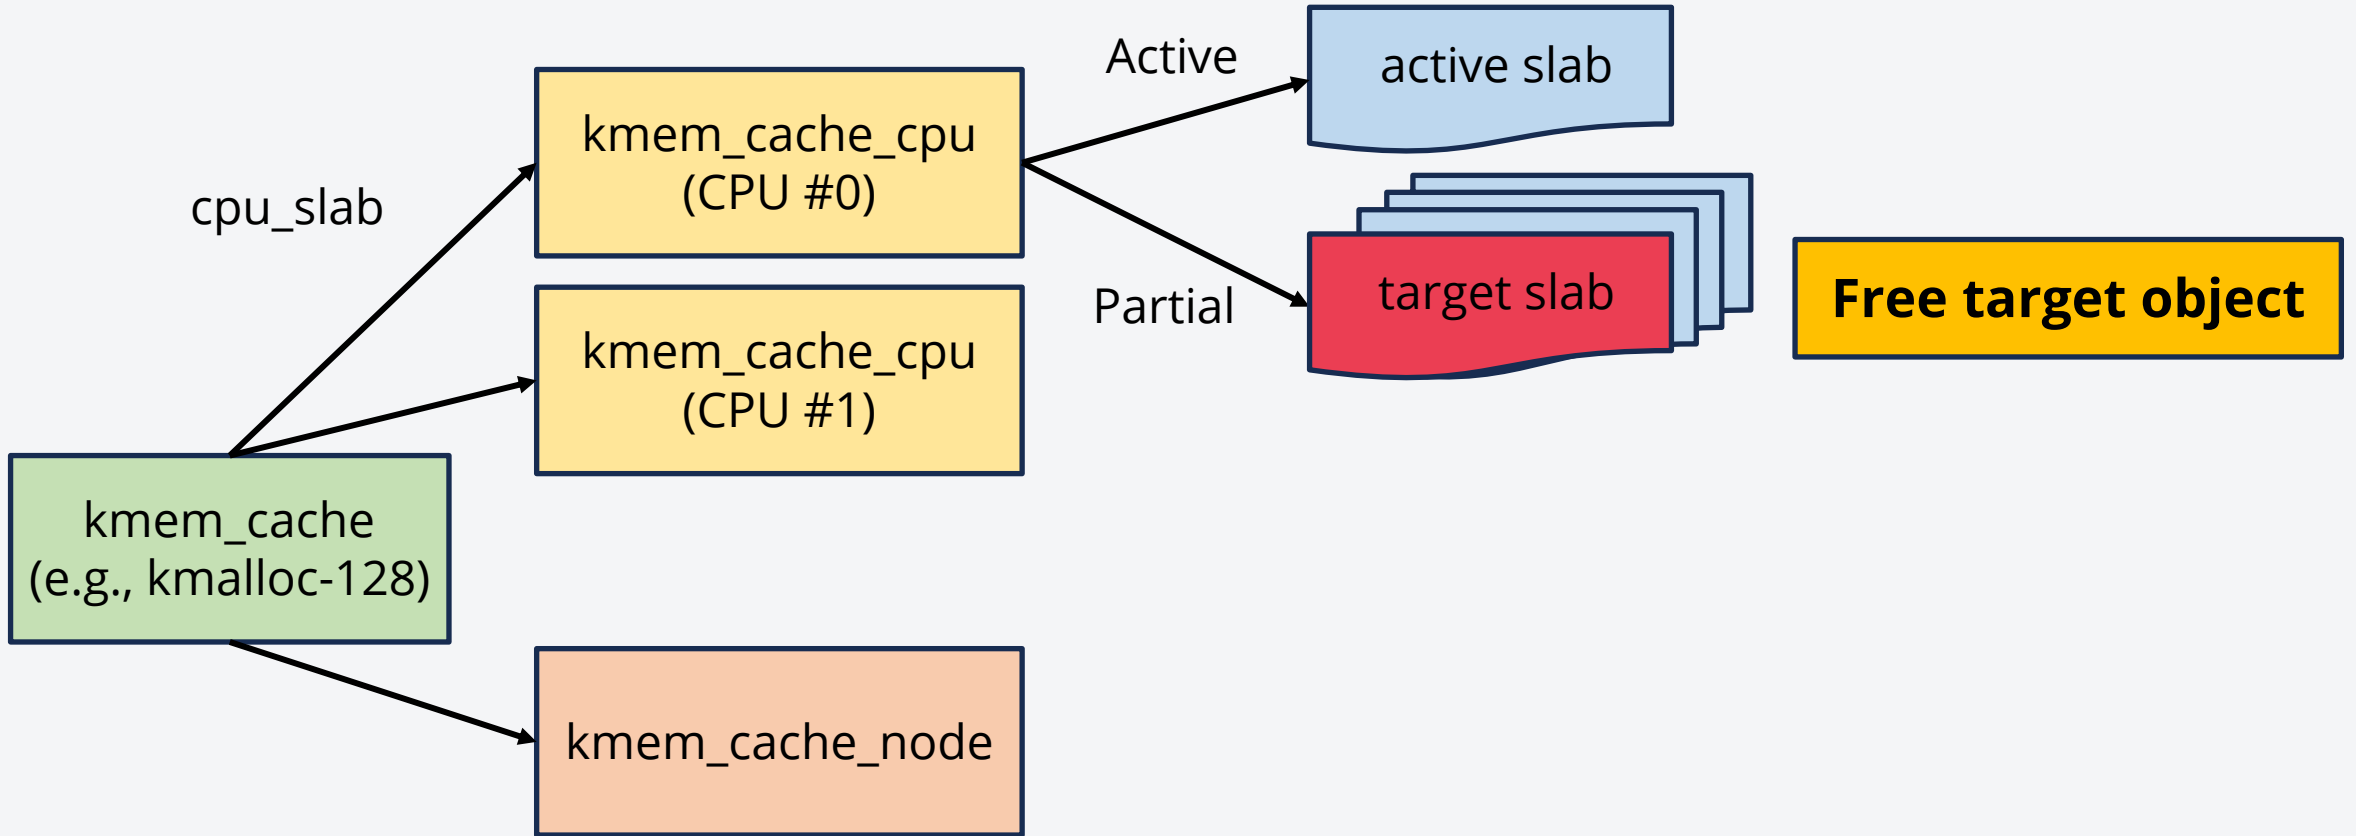 Active
active slab
kmem_cache_cpu
(CPU #0)
cpu_slab
Partial
target slab
Free target object
kmem_cache_cpu
(CPU #1)
kmem_cache
(e.g., kmalloc-128)
kmem_cache_node